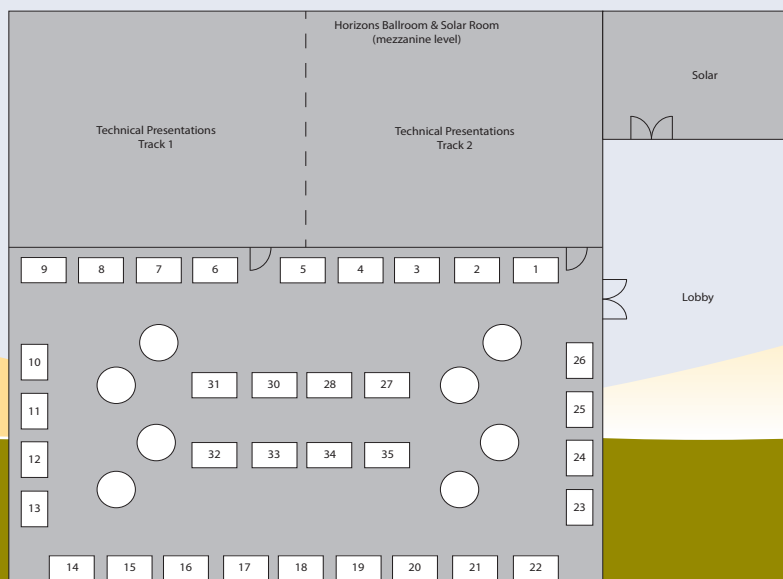 Horizons Ballroom & Solar Room
(mezzanine level)
Solar
Technical Presentations
Track 1
Technical Presentations
Track 2
9 8 7 6 5 4 3 2 1
Lobby
10
26
31 30 28 27
11
25
12
32 33 34 35
24
13
23
14 15 16 17 18 19 20 21 22